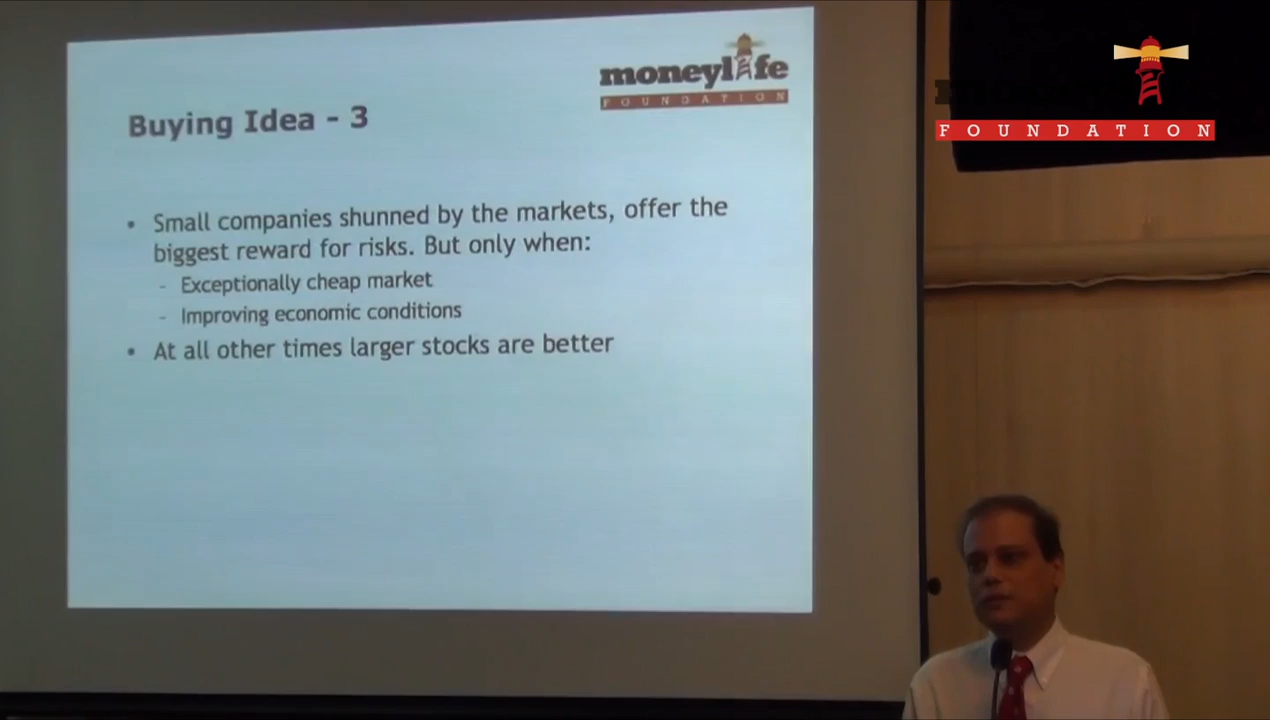 moneylife
FOUNDATION
Buying Idea - 3
• Small companies shunned by the markets, offer the
biggest reward for risks. But only when:
- Exceptionally cheap market
- Improving economic conditions
• At all other times larger stocks are better
FOUNDATION